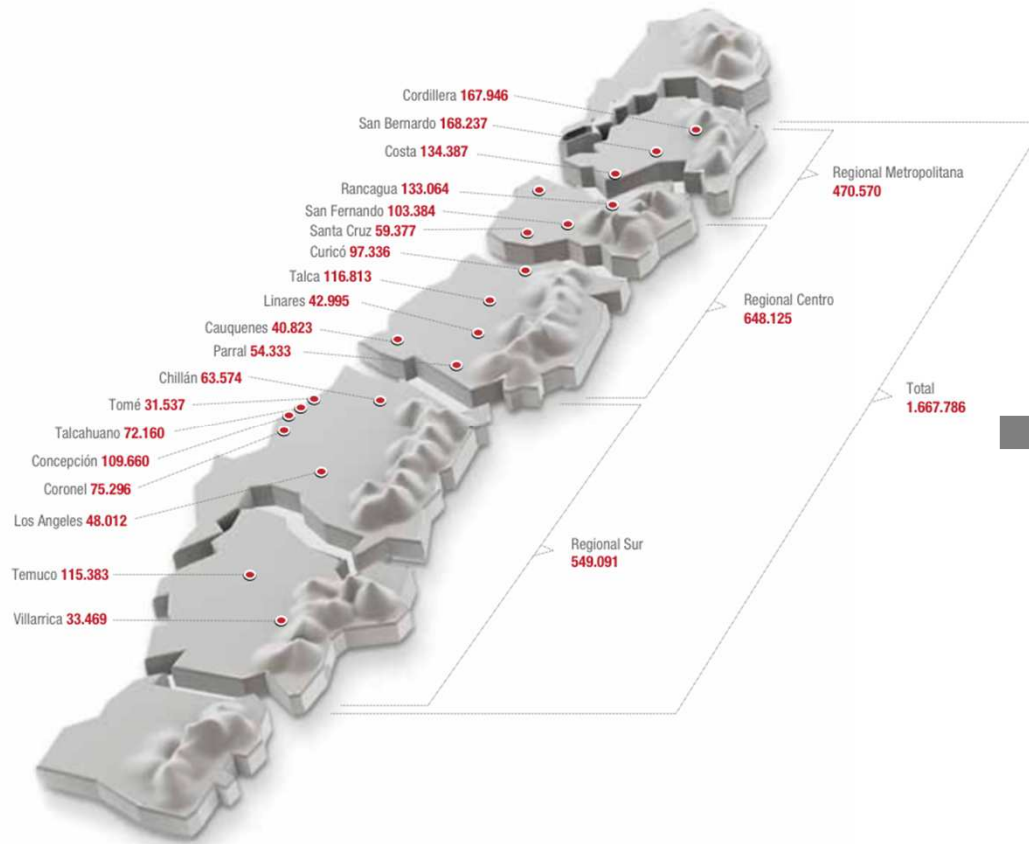 Cordillera 167.946
San Bernardo 168.237
Costa 134.387
Rancagua 133.064
San Fernando 103.384
Santa Cruz 59.377
Curicó 97.336
Talca 116.813
Linares 42.995
Cauquenes 40.823
Parral 54.333
Chillán 63.574
Tomé 31.537
Talcahuano 72.160
Concepción 109.660
Coronel 75.296
Los Angeles 48.012
Temuco 115.383
Villarrica 33.469
Regional Metropolitana
470.570
Regional Centro
648.125
Total
1.667.786
Regional Sur
549.091